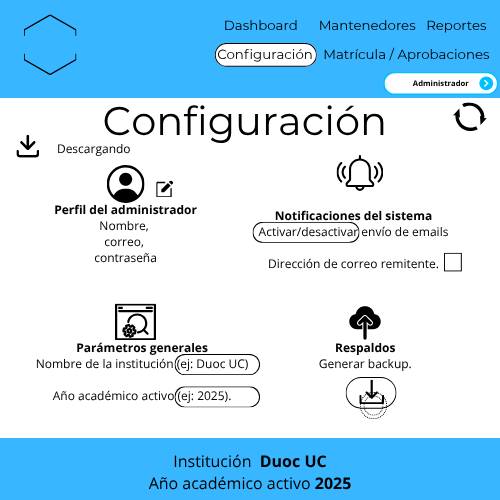 Dashboard Mantenedores Reportes
Configuración Matrícula / Aprobaciones
Administrador
Configuración
Descargando
Perfil del administrador
Nombre,
correo,
contraseña
Notificaciones del sistema
Activar/desactivar envío de emails
Dirección de correo remitente.
Parámetros generales
Nombre de la institución (ej: Duoc UC)
Año académico activo (ej: 2025).
Respaldos
Generar backup.
Institución Duoc UC
Año académico activo 2025